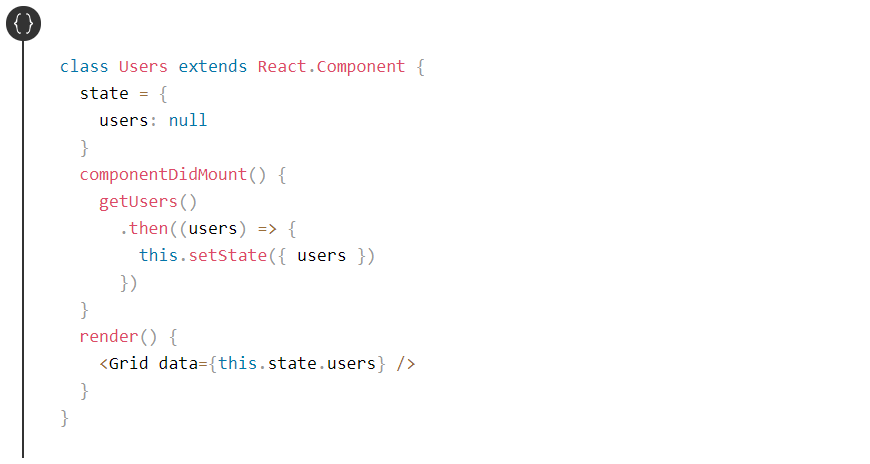 {}
class Users extends React.Component {
  state = {
    users: null
  }
  componentDidMount() {
    getUsers()
      .then((users) => {
        this.setState({ users })
      })
  }
  render() {
    <Grid data={this.state.users} />
  }
}